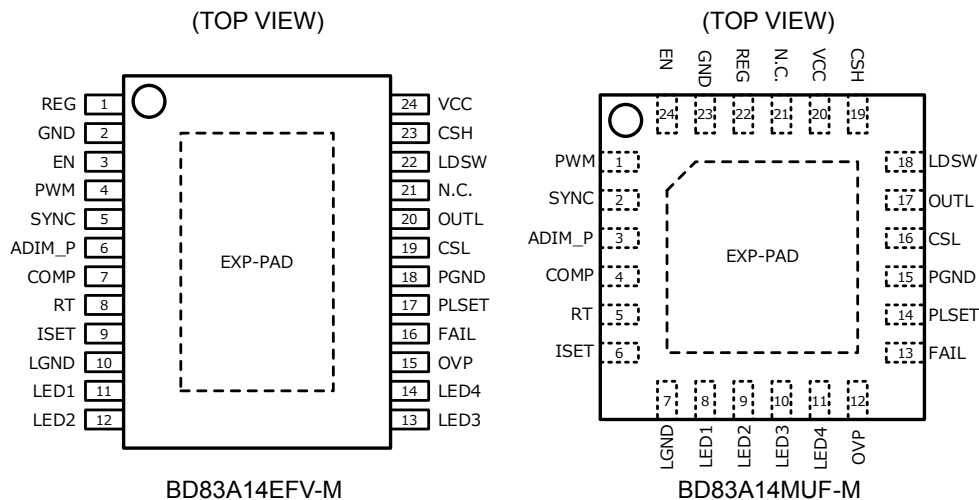 (TOP VIEW)
REG 1
GND 2
EN 3
PWM 4
SYNC 5
ADIM_P 6
COMP 7
RT 8
ISET 9
LGND 10
LED1 11
LED2 12
EXP-PAD
24 VCC
23 CSH
22 LDSW
21 N.C.
20 OUTL
19 CSL
18 PGND
17 PLSET
16 FAIL
15 OVP
14 LED4
13 LED3
BD83A14EFV-M
(TOP VIEW)
EN
GND
REG
N.C.
VCC
CSH
24
23
22
21
20
19
PWM 1
SYNC 2
ADIM_P 3
COMP 4
RT 5
ISET 6
EXP-PAD
18 LDSW
17 OUTL
16 CSL
15 PGND
14 PLSET
13 FAIL
7
8
9
10
11
12
LGND
LED1
LED2
LED3
LED4
OVP
BD83A14MUF-M